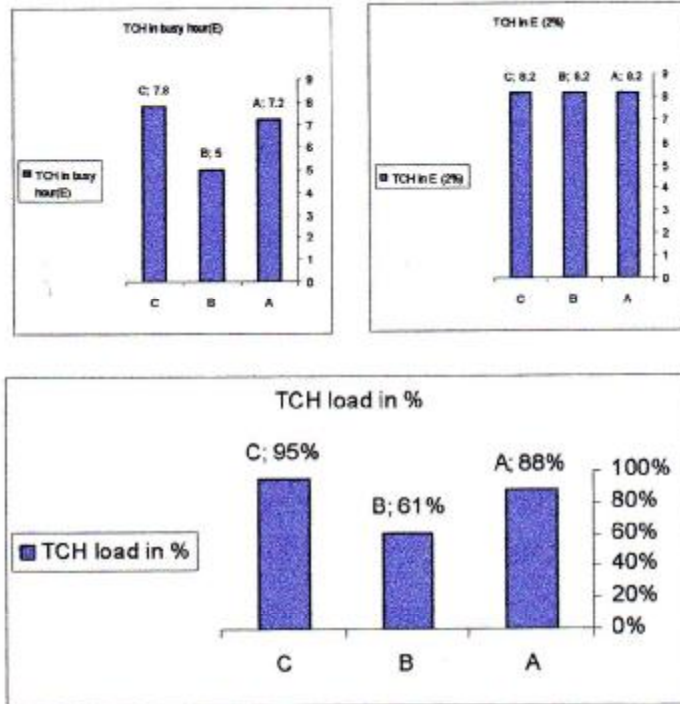 TCH in busy hour(E)
C; 7.8
B; 5
A; 7.2
9
8
7
6
5
4
3
2
1
0
TCH in busy
hour(E)
C
B
A
TCH in E (2%)
C; 8.2
B; 8.2
A; 8.2
9
8
7
6
5
4
3
2
1
0
TCH in E (2%)
C
B
A
TCH load in %
C; 95%
B; 61%
A; 88%
100%
80%
60%
40%
20%
0%
TCH load in %
C
B
A